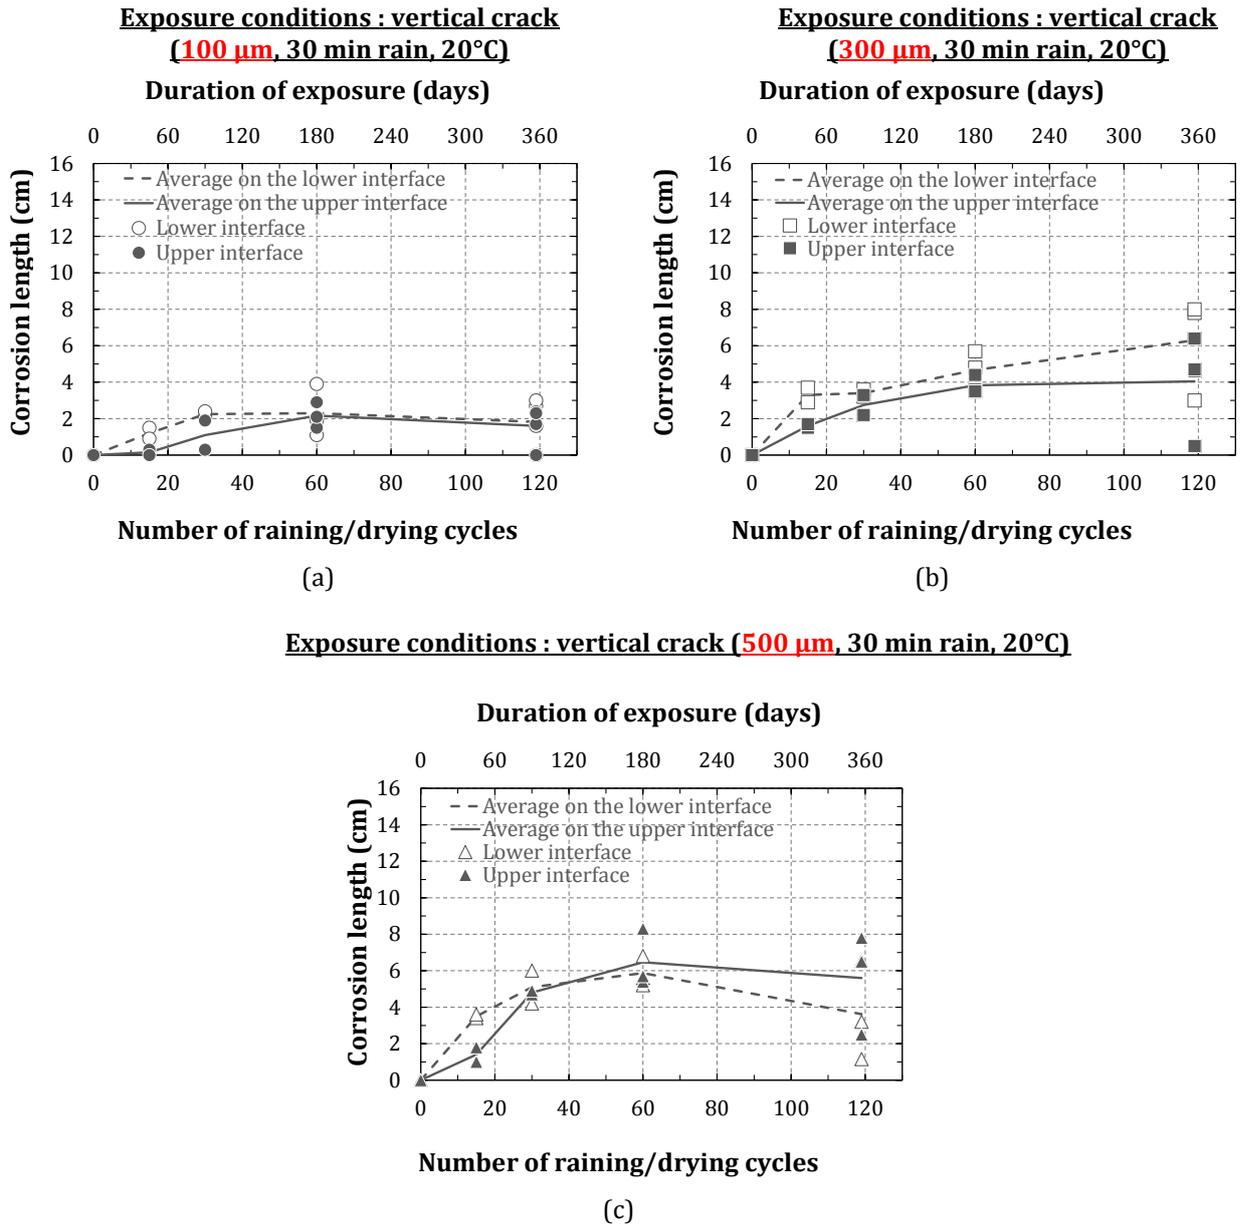 Exposure conditions : vertical crack
(100 µm, 30 min rain, 20°C)
Duration of exposure (days)
0 60 120 180 240 300 360
Corrosion length (cm)
16
14
12
10
8
6
4
2
0
Average on the lower interface
Average on the upper interface
Lower interface
Upper interface
0 20 40 60 80 100 120
Number of raining/drying cycles
(a)
Exposure conditions : vertical crack
(300 µm, 30 min rain, 20°C)
Duration of exposure (days)
0 60 120 180 240 300 360
Corrosion length (cm)
16
14
12
10
8
6
4
2
0
Average on the lower interface
Average on the upper interface
Lower interface
Upper interface
0 20 40 60 80 100 120
Number of raining/drying cycles
(b)
Exposure conditions : vertical crack (500 µm, 30 min rain, 20°C)
Duration of exposure (days)
0 60 120 180 240 300 360
Corrosion length (cm)
16
14
12
10
8
6
4
2
0
Average on the lower interface
Average on the upper interface
Lower interface
Upper interface
0 20 40 60 80 100 120
Number of raining/drying cycles
(c)